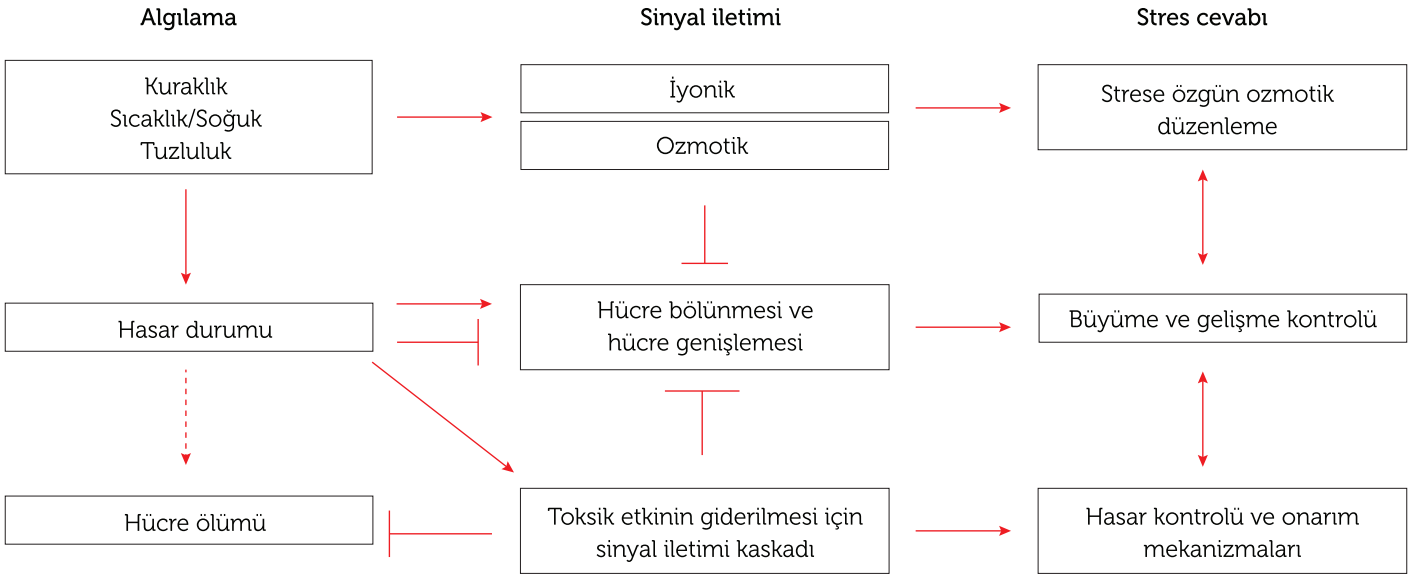 Algılama
Sinyal iletimi
Stres cevabı
Kuraklık
Sıcaklık/Soğuk
Tuzluluk
İyonik
Ozmotik
Strese özgün ozmotik
düzenleme
Hasar durumu
Hücre bölünmesi ve
hücre genişlemesi
Büyüme ve gelişme kontrolü
Hücre ölümü
Toksik etkinin giderilmesi için
sinyal iletimi kaskadı
Hasar kontrolü ve onarım
mekanizmaları